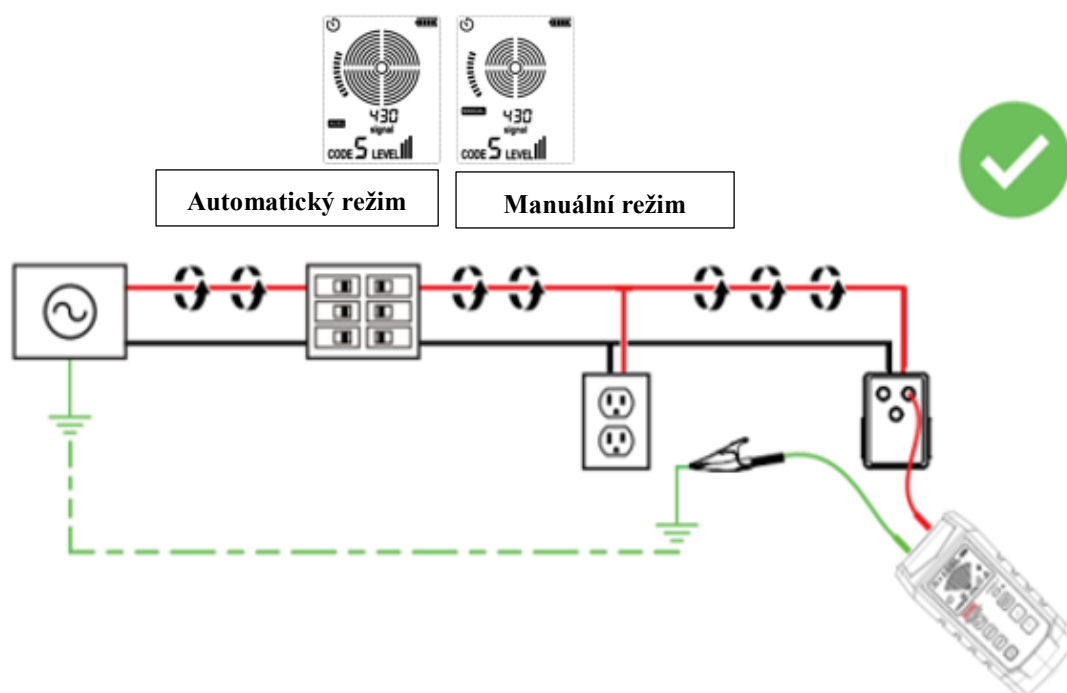 430 430
signal signal
CODE 5 LEVEL CODE 5 LEVEL
Automatický režim Manuální režim